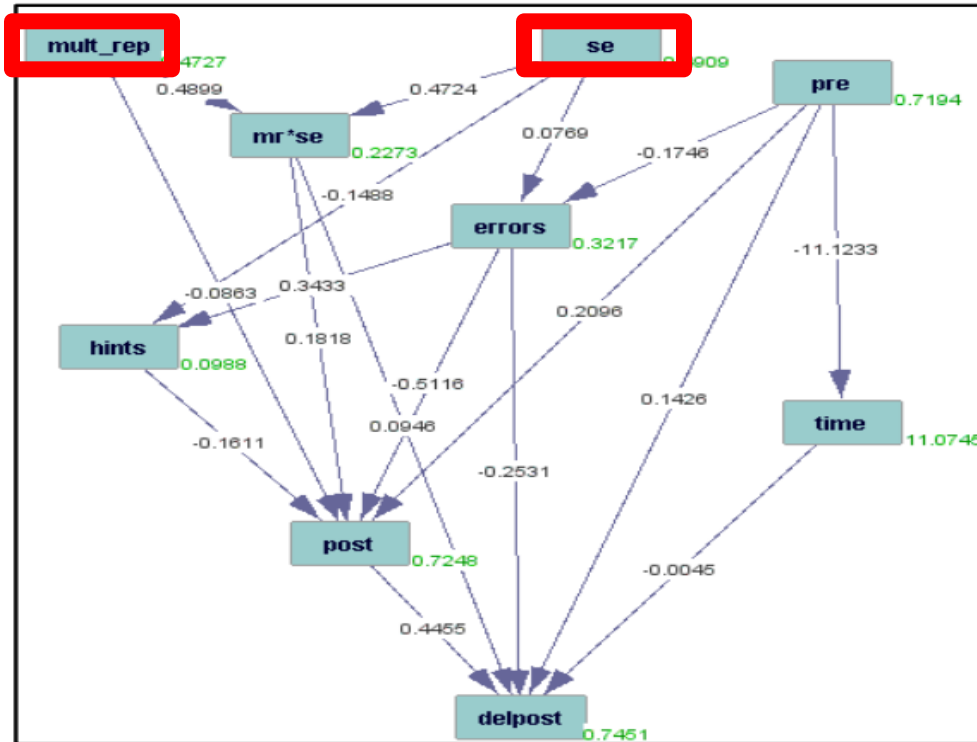 mult_rep
se
pre
0.7194
0.4899
0.4724
mr*se
0.2273
0.0769
-0.1746
-0.1488
errors
0.3217
-11.1233
-0.0863
0.3433
0.2096
hints
0.0988
0.1818
-0.5116
0.0946
0.1426
time
11.0745
-0.1611
-0.2531
post
0.7248
-0.0045
0.4455
delpost
0.7451